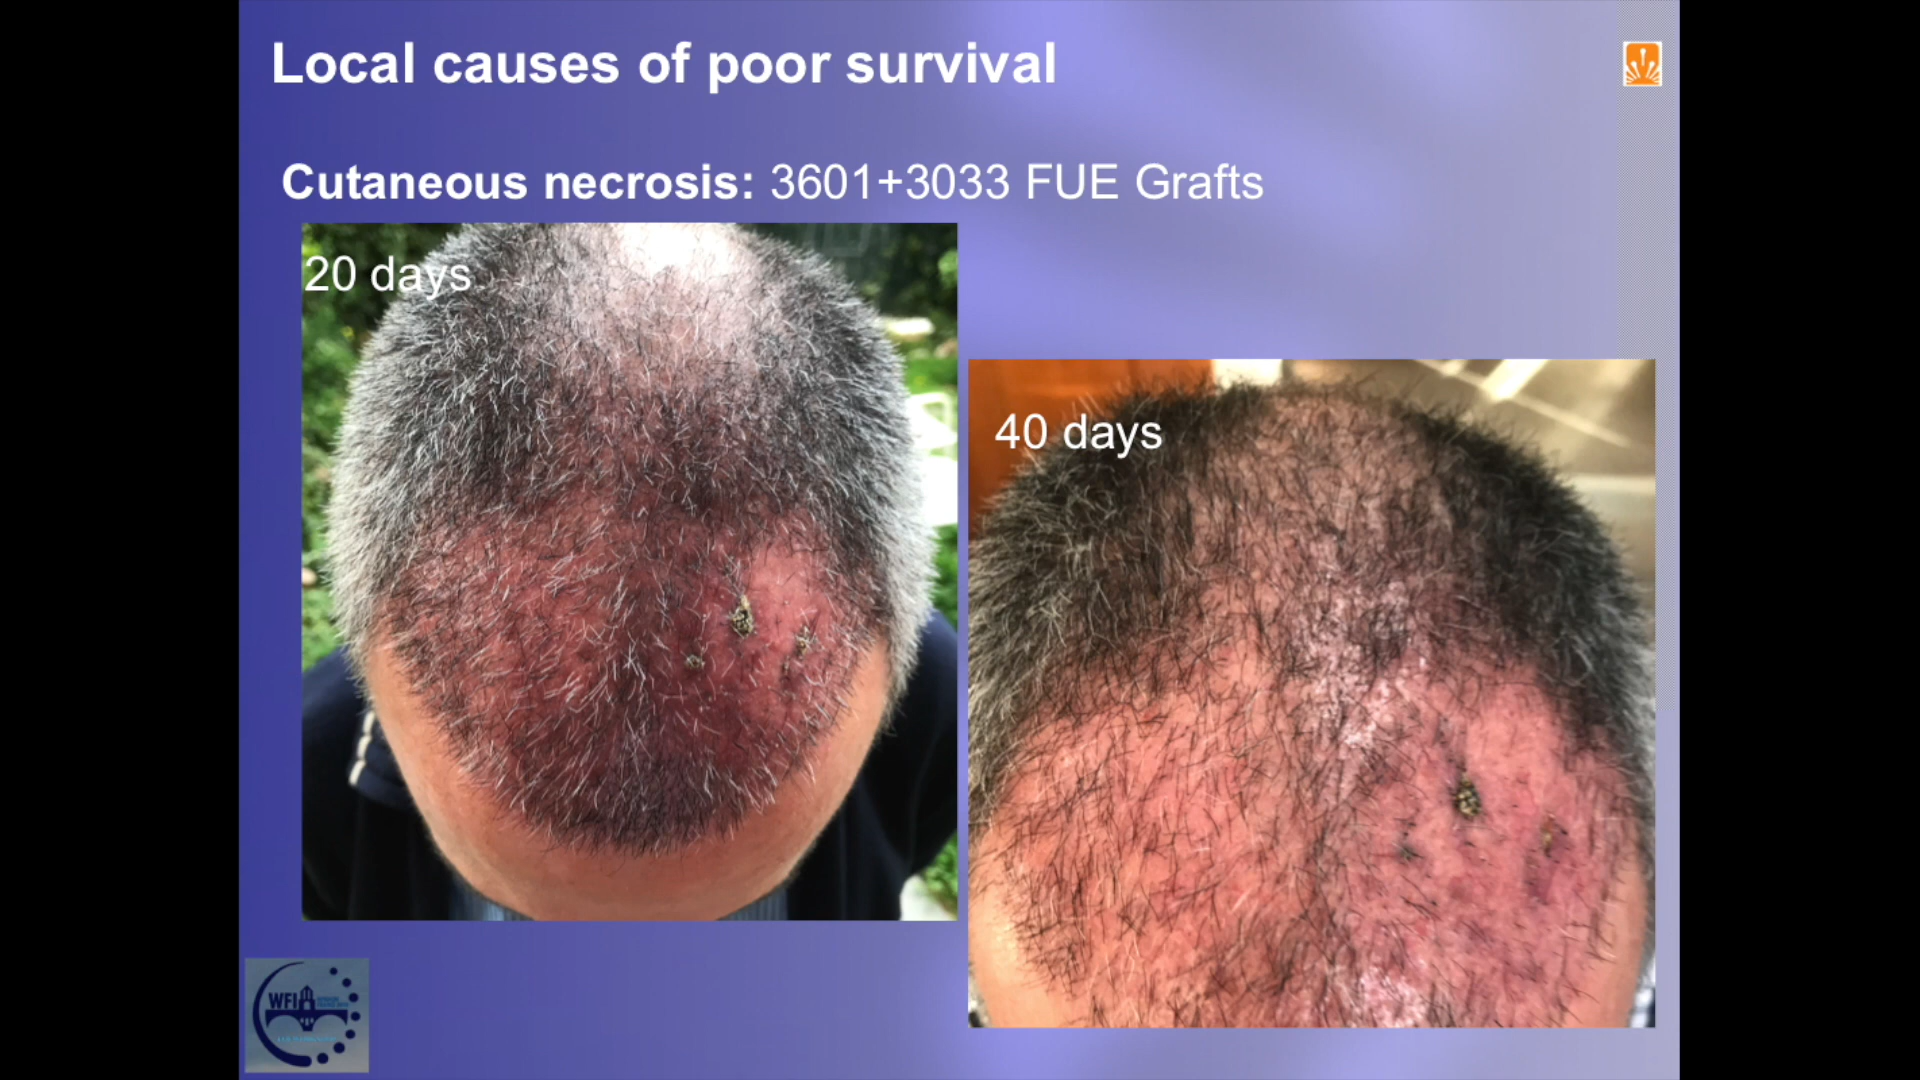 Local causes of poor survival
Cutaneous necrosis: 3601+3033 FUE Grafts
20 days
40 days
WFI